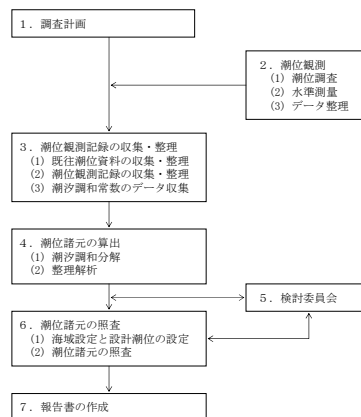 1．調査計画
2．潮位観測
(1) 潮位調査
(2) 水準測量
(3) データ整理
3．潮位観測記録の収集・整理
(1) 既往潮位資料の収集・整理
(2) 潮位観測記録の収集・整理
(3) 潮汐調和常数のデータ収集
4．潮位諸元の算出
(1) 潮汐調和分解
(2) 整理解析
5．検討委員会
6．潮位諸元の照査
(1) 海域設定と設計潮位の設定
(2) 潮位諸元の照査
7．報告書の作成